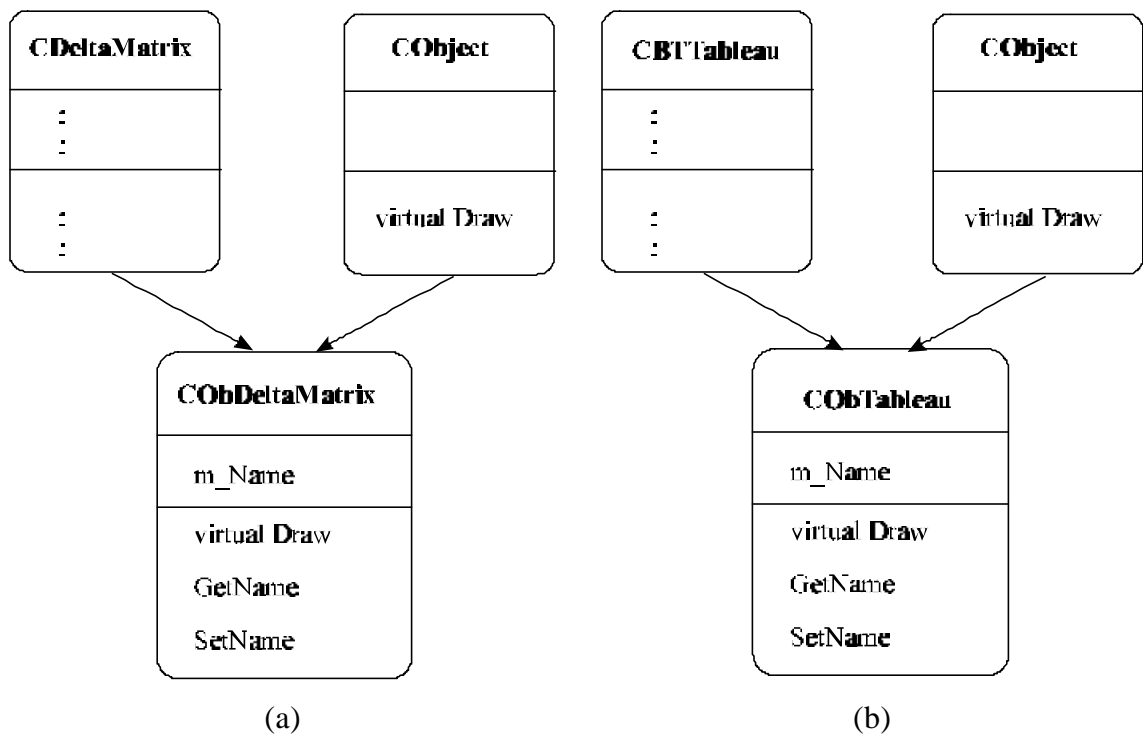 CDeltaMatrix
:
:
:
:
CObject
virtual Draw
CObDeltaMatrix
m_Name
virtual Draw
GetName
SetName
(a)
CBTTableau
:
:
:
:
CObject
virtual Draw
CObTableau
m_Name
virtual Draw
GetName
SetName
(b)